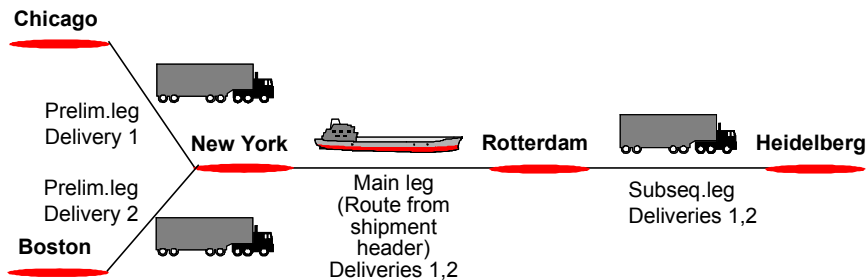 Chicago
Prelim.leg
Delivery 1
New York
Rotterdam
Heidelberg
Prelim.leg
Delivery 2
Main leg
(Route from
shipment
header)
Deliveries 1,2
Subseq.leg
Deliveries 1,2
Boston